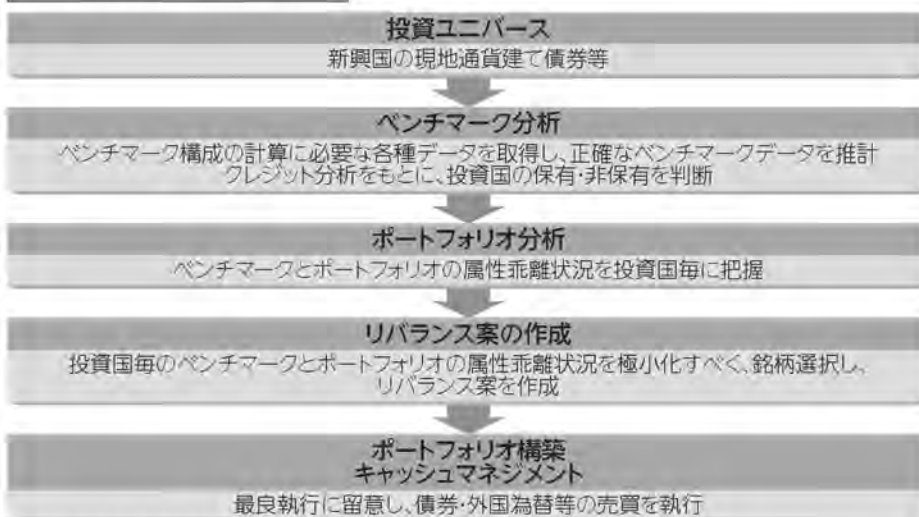 投資ユニバース
新興国の現地通貨建て債券等
ベンチマーク分析
ベンチマーク構成の計算に必要な各種データを取得し、正確なベンチマークデータを推計
クレジット分析をもとに、投資国の保有・非保有を判断
ポートフォリオ分析
ベンチマークとポートフォリオの属性乖離状況を投資国毎に把握
リバランス案の作成
投資国毎のベンチマークとポートフォリオの属性乖離状況を極小化すべく、銘柄選択し、
リバランス案を作成
ポートフォリオ構築
キャッシュマネジメント
最良執行に留意し、債券・外国為替等の売買を執行